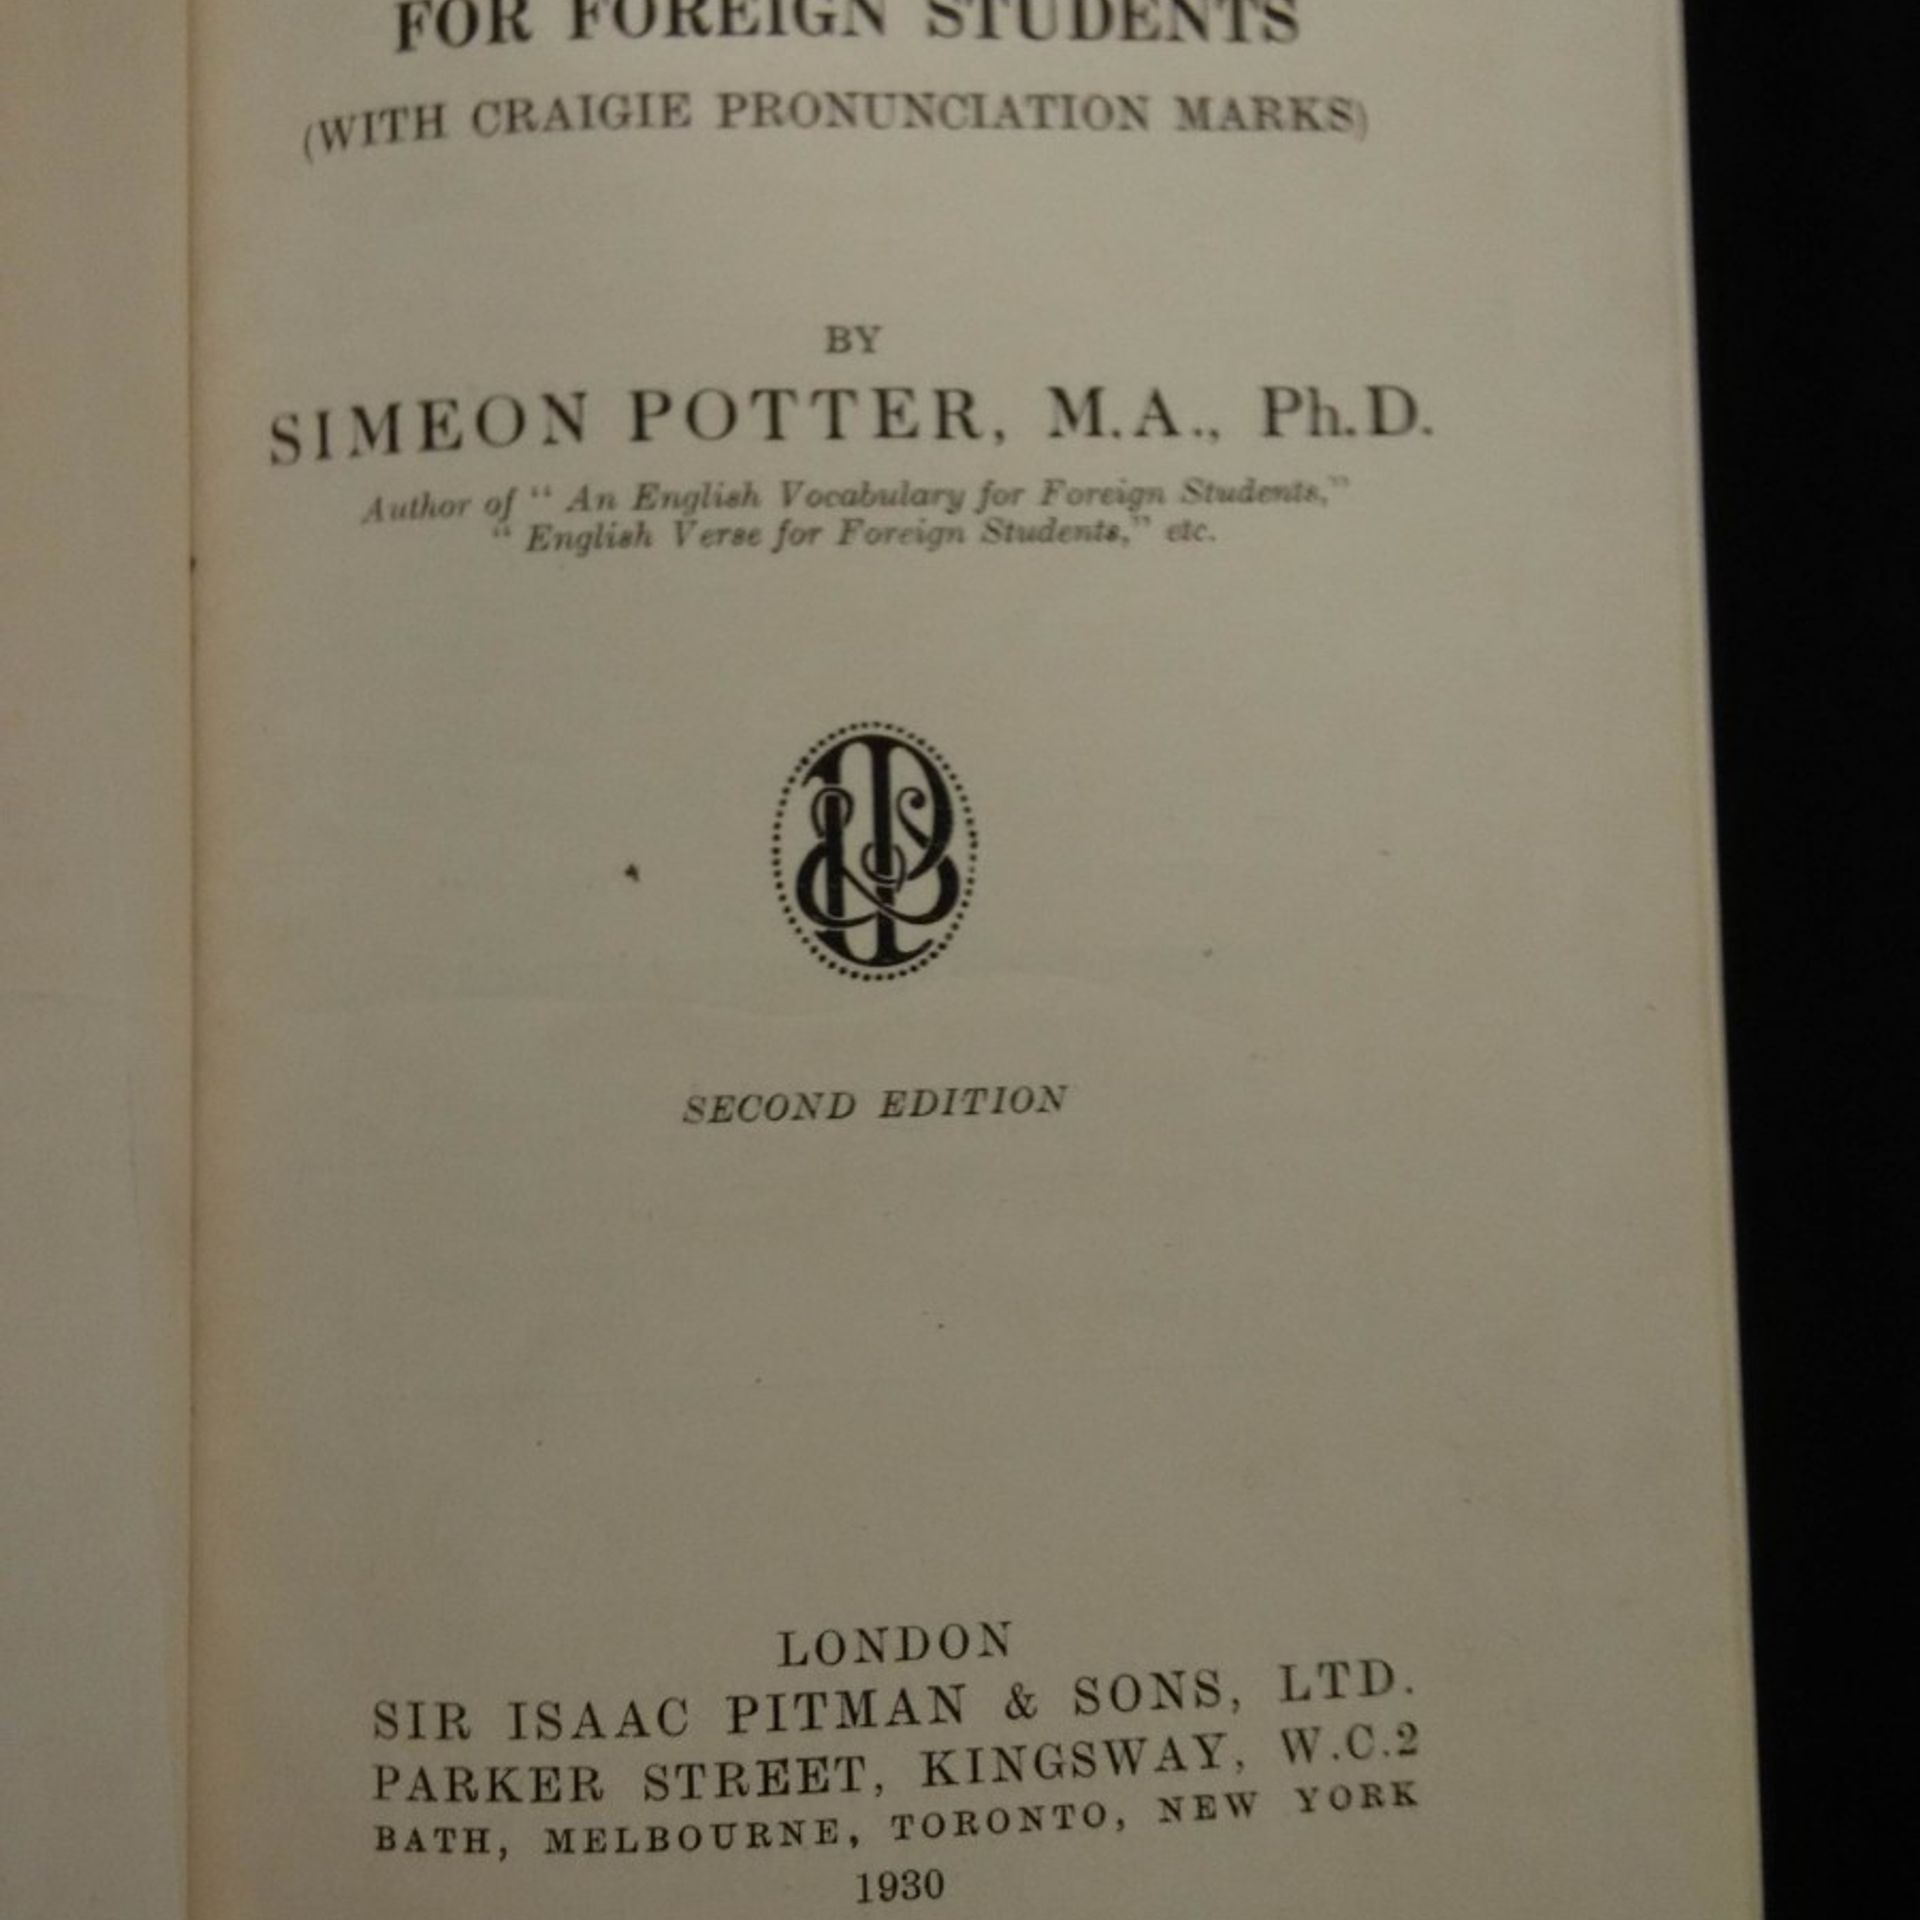 FOR FOREIGN STUDENTS
(WITH CRAIGIE PRONUNCIATION MARKS)
BY
SIMEON POTTER, M.A., Ph.D.
Author of " An English Vocabulary for Foreign Students,"
" English Verse for Foreign Students," etc.
SECOND EDITION
LONDON
SIR ISAAC PITMAN & SONS, LTD.
PARKER STREET, KINGSWAY, W.C.2
BATH, MELBOURNE, TORONTO, NEW YORK
1930